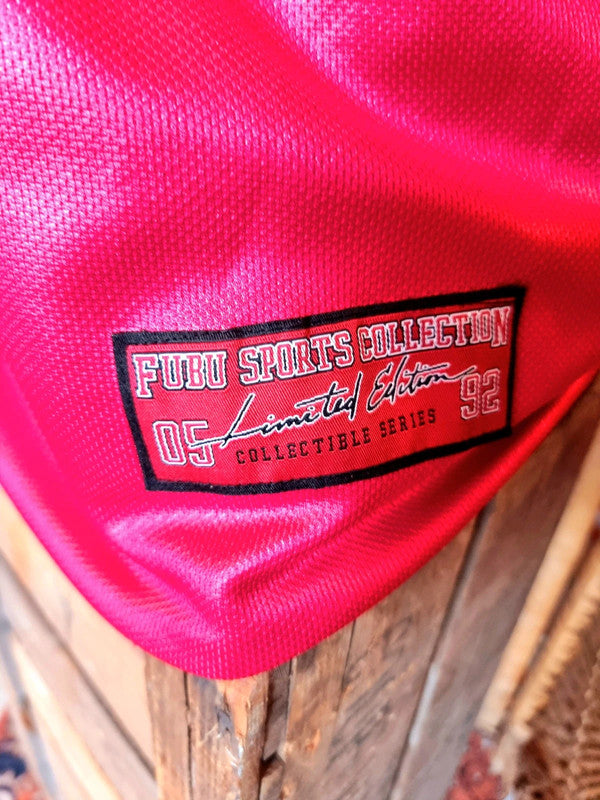 FUBU SPORTS COLLECTION
05 Limited Edition 92
COLLECTIBLE SERIES